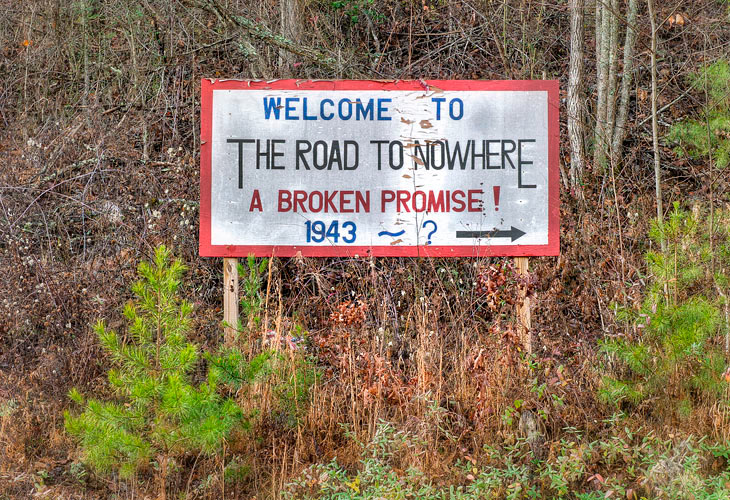 WELCOME TO
THE ROAD TO NOWHERE
A BROKEN PROMISE!
1943 ~ ?